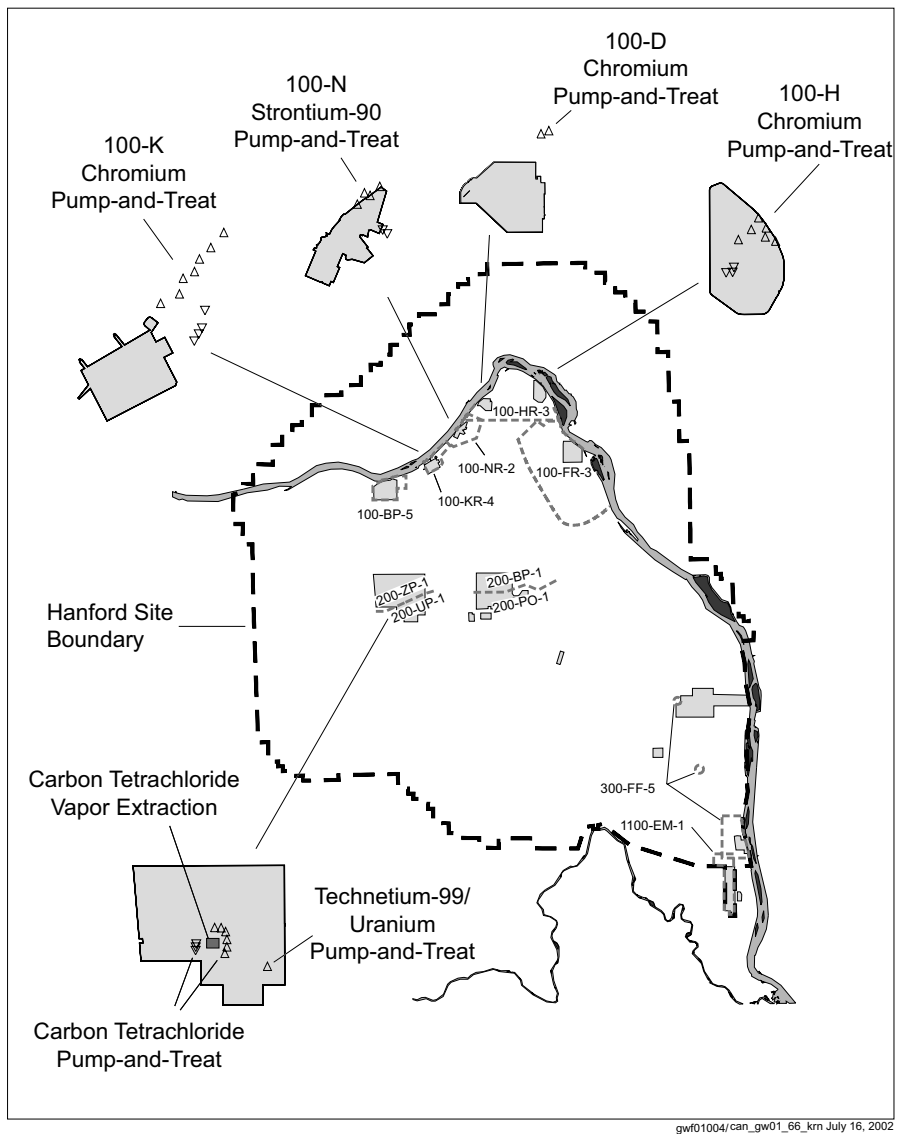 100-D
Chromium
Pump-and-Treat
100-N
Strontium-90
Pump-and-Treat
100-H
Chromium
Pump-and-Treat
100-K
Chromium
Pump-and-Treat
100-HR-3
100-NR-2
100-FR-3
100-KR-4
100-BP-5
200-ZP-1
200-UP-1
200-BP-1
200-PO-1
Hanford Site
Boundary
300-FF-5
1100-EM-1
Carbon Tetrachloride
Vapor Extraction
Technetium-99/
Uranium
Pump-and-Treat
Carbon Tetrachloride
Pump-and-Treat
gwf01004/can_gw01_66_krn July 16, 2002